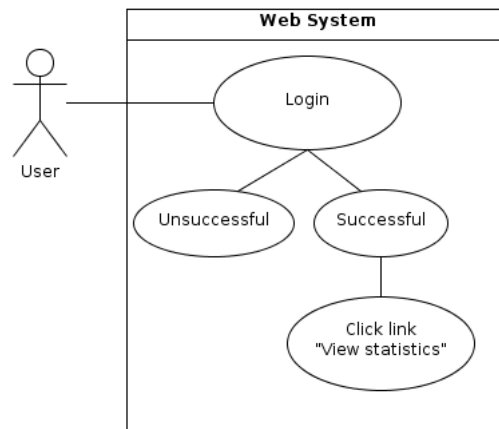 Web System
Login
User
Unsuccessful
Successful
Click link
"View statistics"